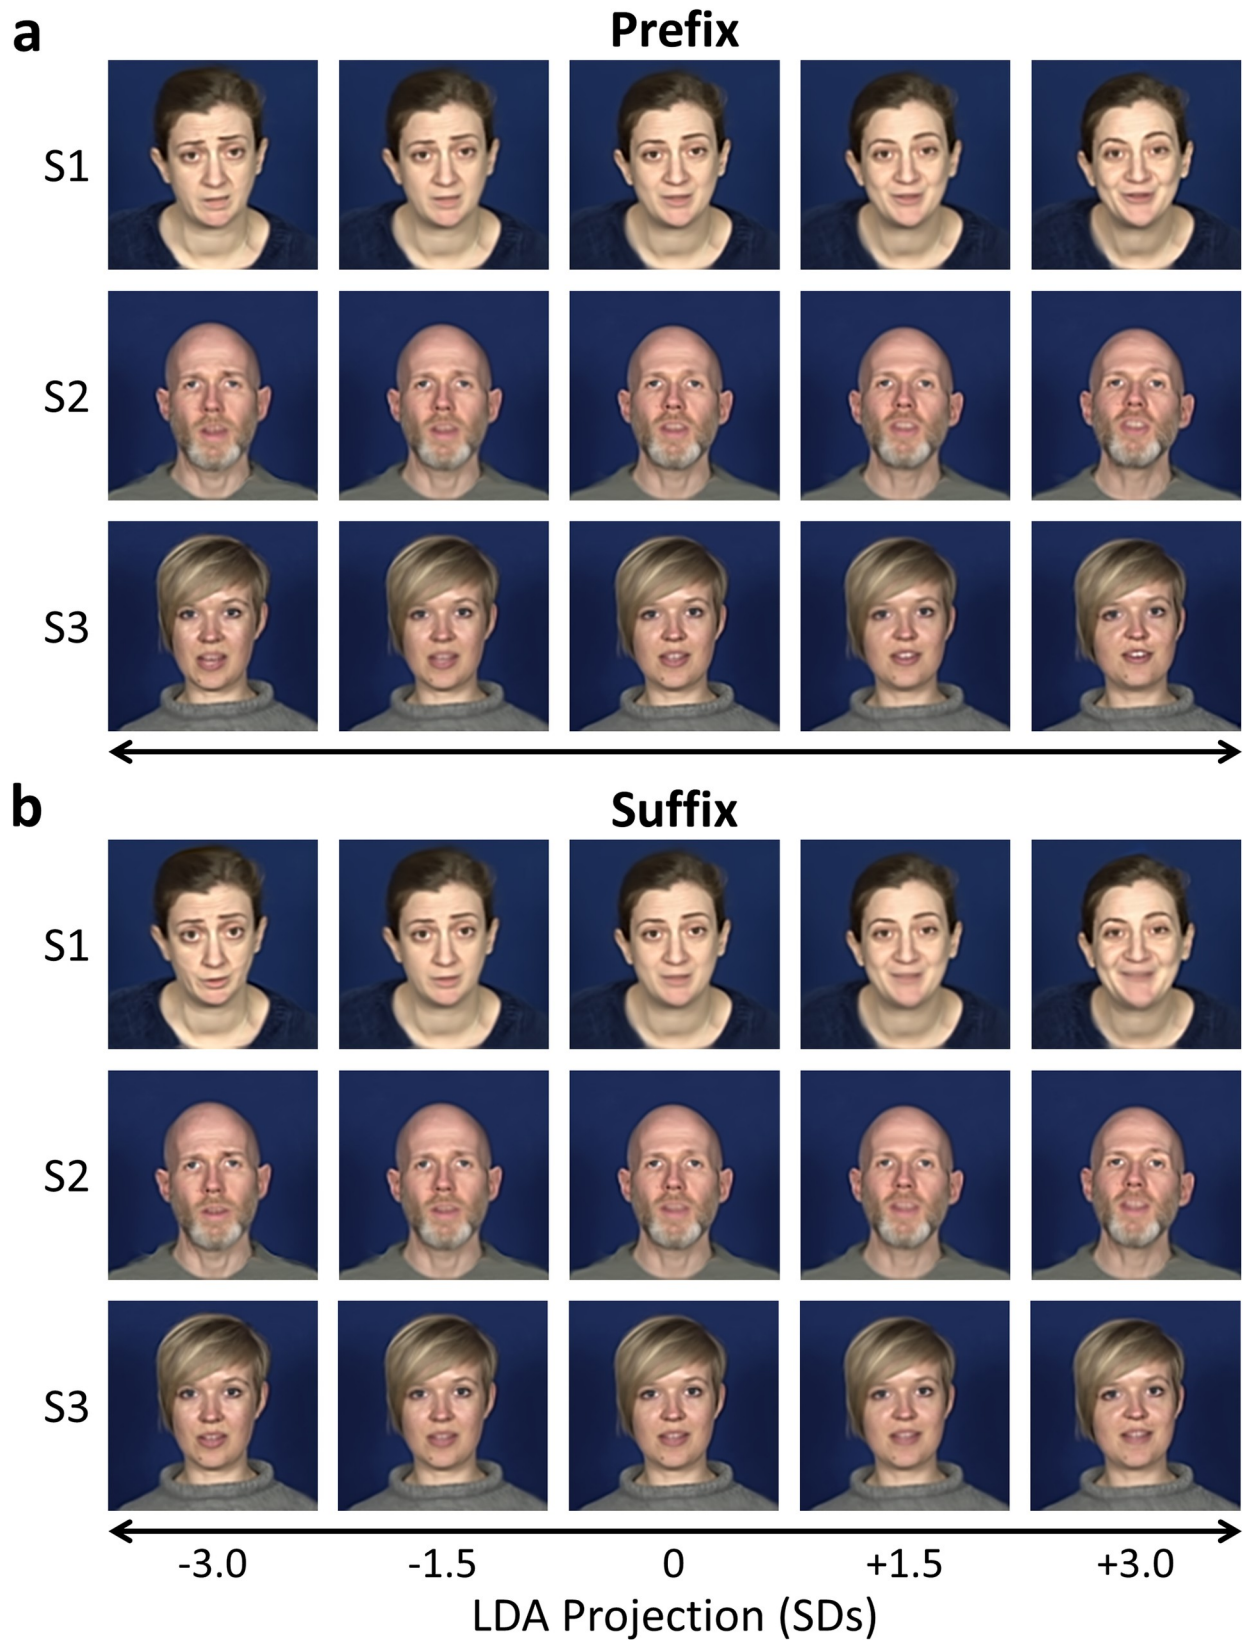 a
Prefix
S1
S2
S3
b
Suffix
S1
S2
S3
-3.0 -1.5 0 +1.5 +3.0
LDA Projection (SDs)